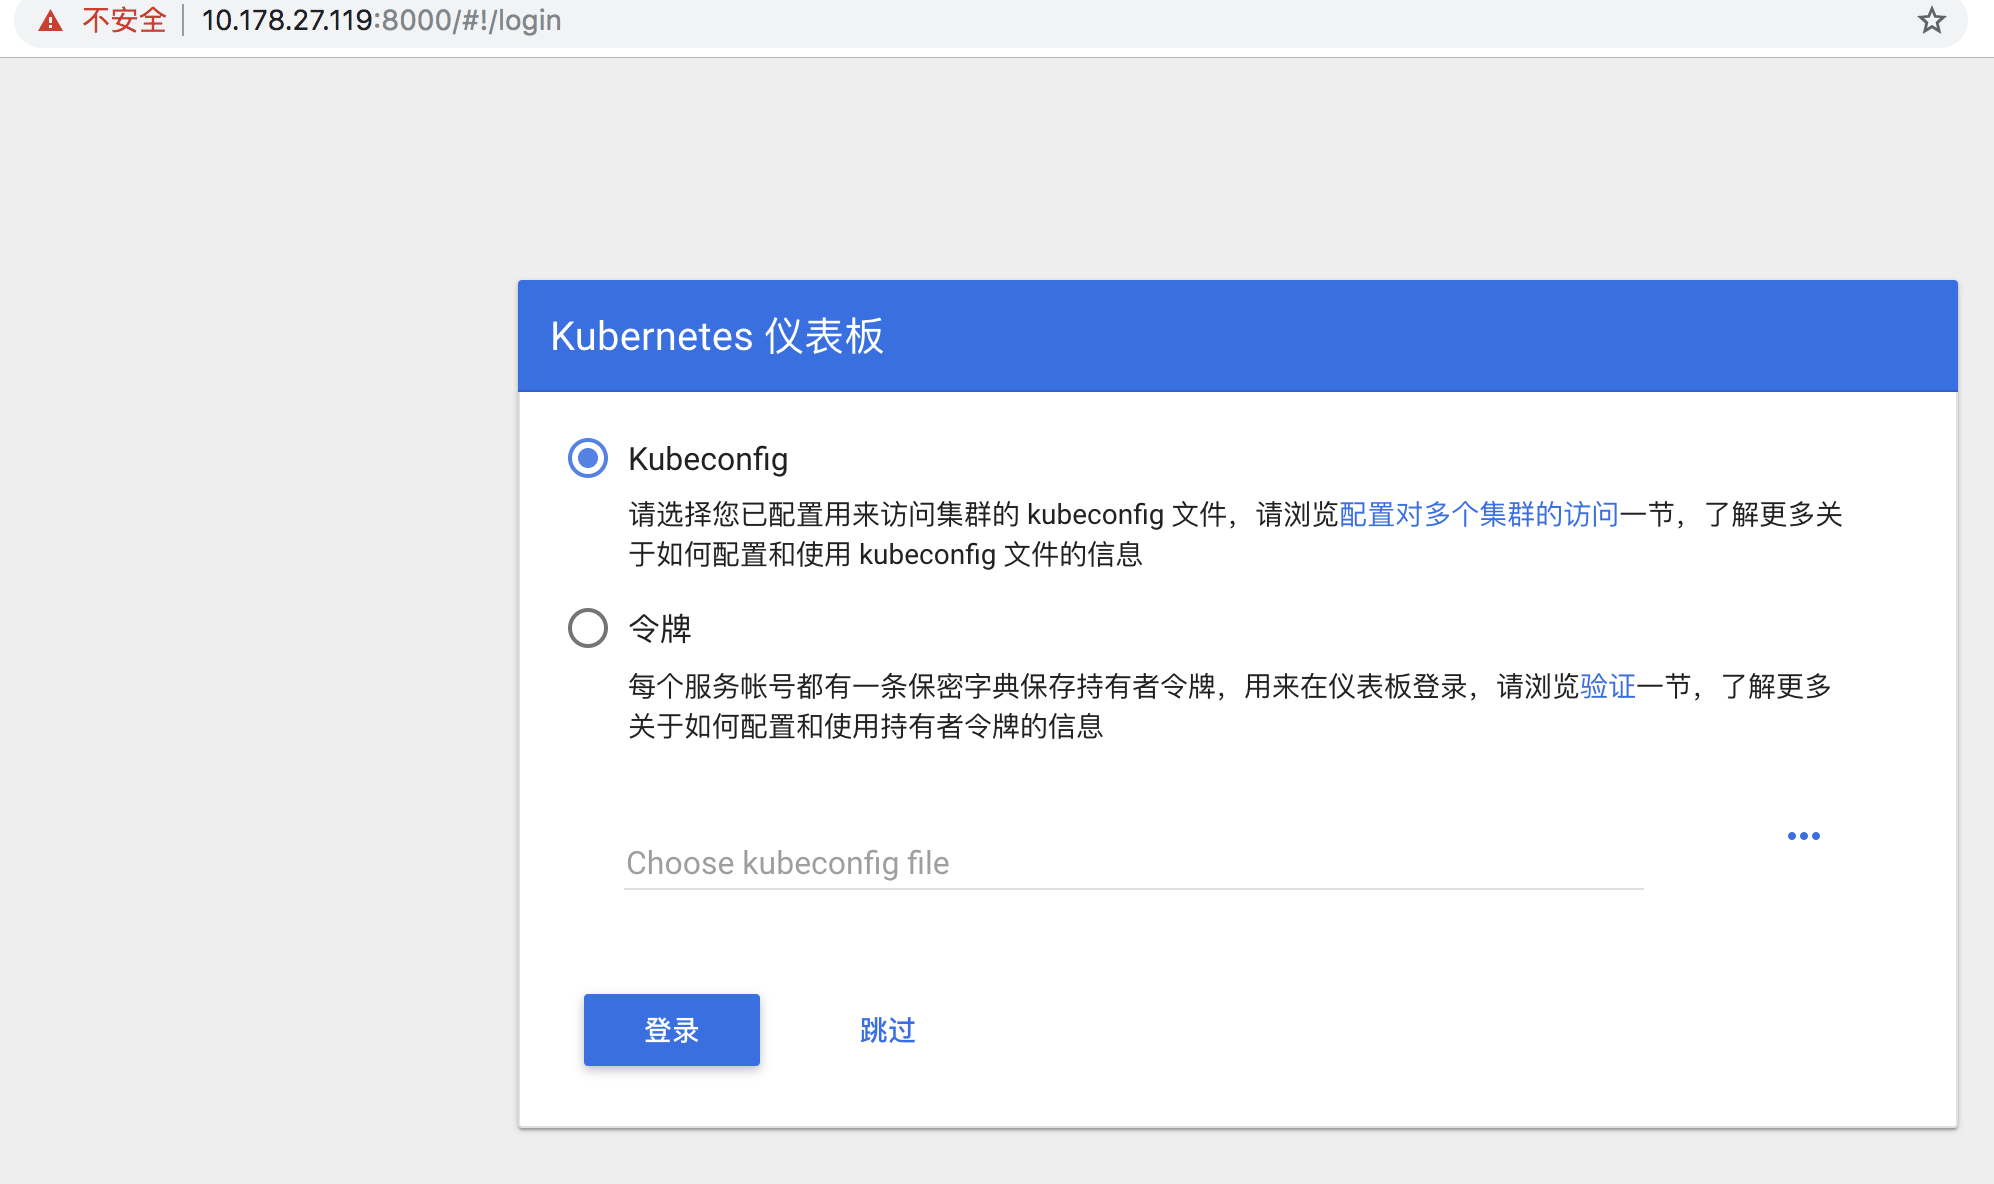 不安全 10.178.27.119:8000/#!/login
Kubernetes 仪表板
Kubeconfig
请选择您已配置用来访问集群的 kubeconfig 文件，请浏览配置对多个集群的访问一节，了解更多关
于如何配置和使用 kubeconfig 文件的信息
令牌
每个服务帐号都有一条保密字典保存持有者令牌，用来在仪表板登录，请浏览验证一节，了解更多
关于如何配置和使用持有者令牌的信息
Choose kubeconfig file
登录 跳过